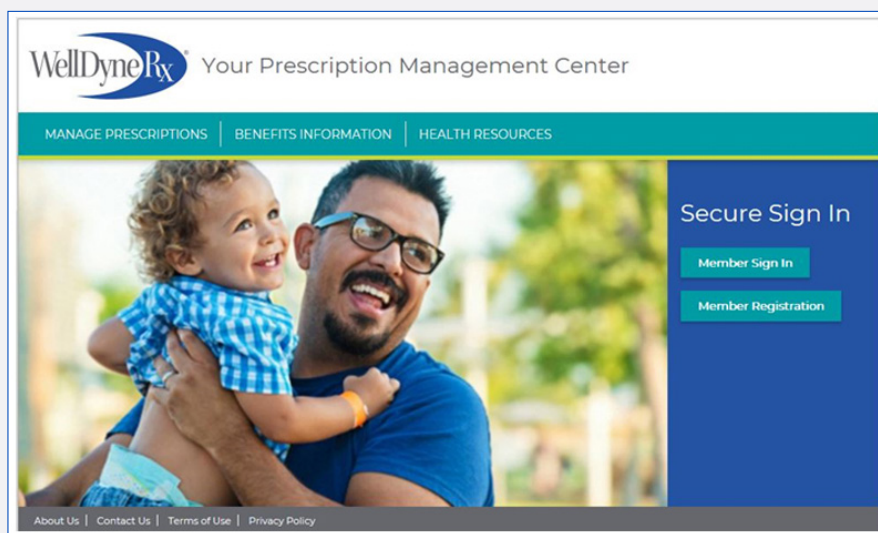 WellDyneRx® Your Prescription Management Center
MANAGE PRESCRIPTIONS | BENEFITS INFORMATION | HEALTH RESOURCES
Secure Sign In
Member Sign In
Member Registration
About Us | Contact Us | Terms of Use | Privacy Policy